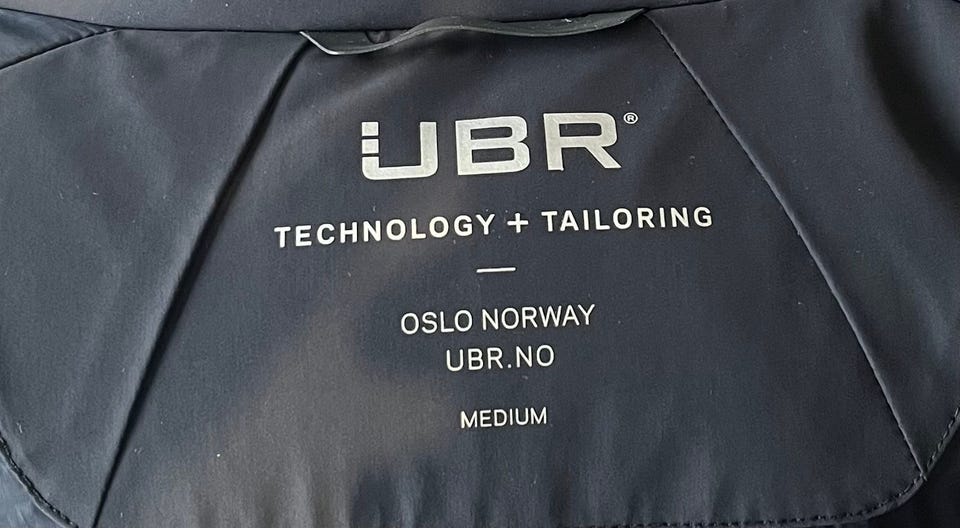 UBR®
TECHNOLOGY + TAILORING
OSLO NORWAY
UBR.NO
MEDIUM